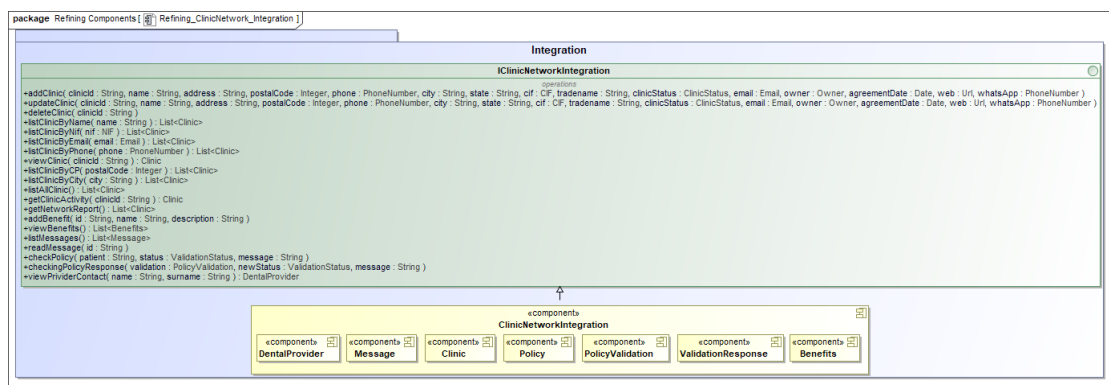 package Refining Components [ Refining_ClinicNetwork_Integration ]
Integration
IClinicNetworkIntegration
operations
+addClinic( clinicId : String, name : String, address : String, postalCode : Integer, phone : PhoneNumber, city : String, state : String, cif : CIF, tradename : String, clinicStatus : ClinicStatus, email : Email, owner : Owner, agreementDate : Date, web : Url, whatsApp : PhoneNumber )
+updateClinic( clinicId : String, name : String, address : String, postalCode : Integer, phone : PhoneNumber, city : String, state : String, cif : CIF, tradename : String, clinicStatus : ClinicStatus, email : Email, owner : Owner, agreementDate : Date, web : Url, whatsApp : PhoneNumber )
+deleteClinic( clinicId : String )
+listClinicByName( name : String ) : List<Clinic>
+listClinicByNif( nif : NIF ) : List<Clinic>
+listClinicByEmail( email : Email ) : List<Clinic>
+listClinicByPhone( phone : PhoneNumber ) : List<Clinic>
+viewClinic( clinicId : String ) : Clinic
+listClinicByCP( postalCode : Integer ) : List<Clinic>
+listClinicByCity( city : String ) : List<Clinic>
+listAllClinic() : List<Clinic>
+getClinicActivity( clinicId : String ) : Clinic
+getNetworkReport() : List<Clinic>
+addBenefit( id : String, name : String, description : String )
+viewBenefits() : List<Benefits>
+listMessages() : List<Message>
+readMessage( id : String )
+checkPolicy( patient : String, status : ValidationStatus, message : String )
+checkingPolicyResponse( validation : PolicyValidation, newStatus : ValidationStatus, message : String )
+viewPrividerContact( name : String, surname : String ) : DentalProvider
«component»
ClinicNetworkIntegration
«component» «component» «component» «component» «component» «component» «component»
DentalProvider Message Clinic Policy PolicyValidation ValidationResponse Benefits